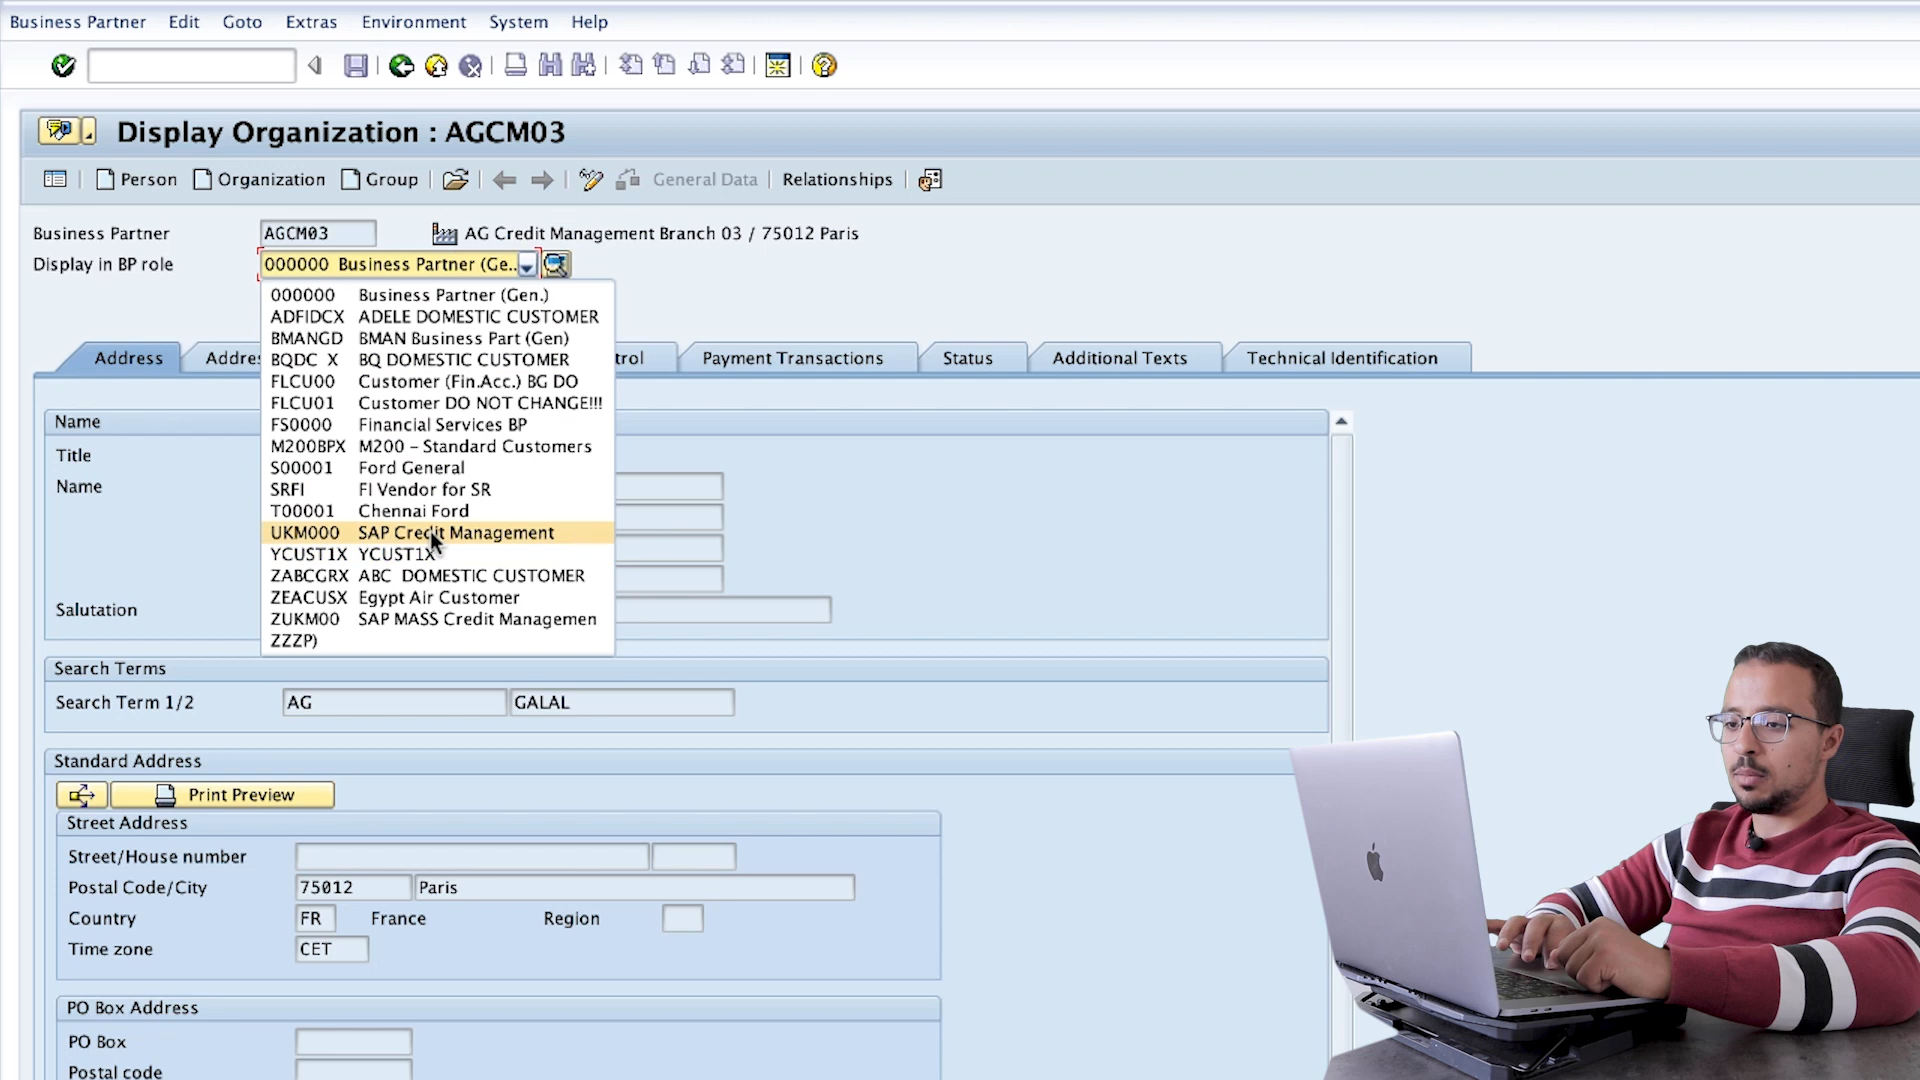 Business Partner Edit Goto Extras Environment System Help
Display Organization : AGCM03
Person Organization Group General Data Relationships
Business Partner AGCM03 AG Credit Management Branch 03 / 75012 Paris
Display in BP role 000000 Business Partner (Ge..
000000 Business Partner (Gen.)
ADFIDCX ADELE DOMESTIC CUSTOMER
BMANGD BMAN Business Part (Gen)
BQDC X BQ DOMESTIC CUSTOMER
FLCU00 Customer (Fin.Acc.) BG DO
FLCU01 Customer DO NOT CHANGE!!!
FS0000 Financial Services BP
M200BPX M200 – Standard Customers
S00001 Ford General
SRFI FI Vendor for SR
T00001 Chennai Ford
UKM000 SAP Credit Management
YCUST1X YCUST1X
ZABCGRX ABC DOMESTIC CUSTOMER
ZEACUSX Egypt Air Customer
ZUKM00 SAP MASS Credit Managemen
ZZZP)
Address Addre trol Payment Transactions Status Additional Texts Technical Identification
Name
Title
Name
Salutation
Search Terms
Search Term 1/2 AG GALAL
Standard Address
Print Preview
Street Address
Street/House number
Postal Code/City 75012 Paris
Country FR France Region
Time zone CET
PO Box Address
PO Box
Postal code